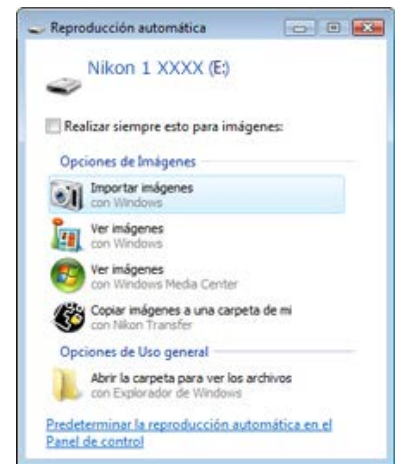 Reproducción automática
Nikon 1 XXXX (E:)
Realizar siempre esto para imágenes:
Opciones de Imágenes
Importar imágenes
con Windows
Ver imágenes
con Windows
Ver imágenes
con Windows Media Center
Copiar imágenes a una carpeta de mi
con Nikon Transfer
Opciones de Uso general
Abrir la carpeta para ver los archivos
con Explorador de Windows
Predeterminar la reproducción automática en el
Panel de control